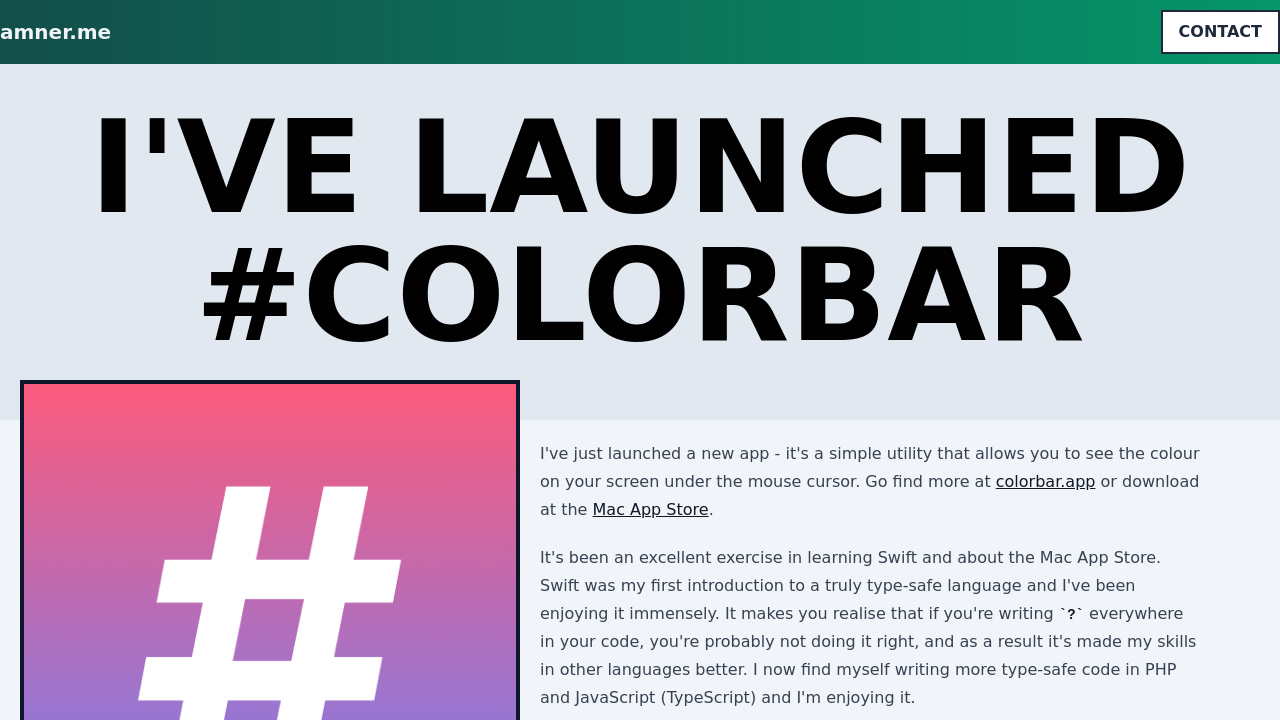 amner.me
CONTACT
I'VE LAUNCHED
#COLORBAR
#
I've just launched a new app - it's a simple utility that allows you to see the colour
on your screen under the mouse cursor. Go find more at colorbar.app or download
at the Mac App Store.
It's been an excellent exercise in learning Swift and about the Mac App Store.
Swift was my first introduction to a truly type-safe language and I've been
enjoying it immensely. It makes you realise that if you're writing `?` everywhere
in your code, you're probably not doing it right, and as a result it's made my skills
in other languages better. I now find myself writing more type-safe code in PHP
and JavaScript (TypeScript) and I'm enjoying it.